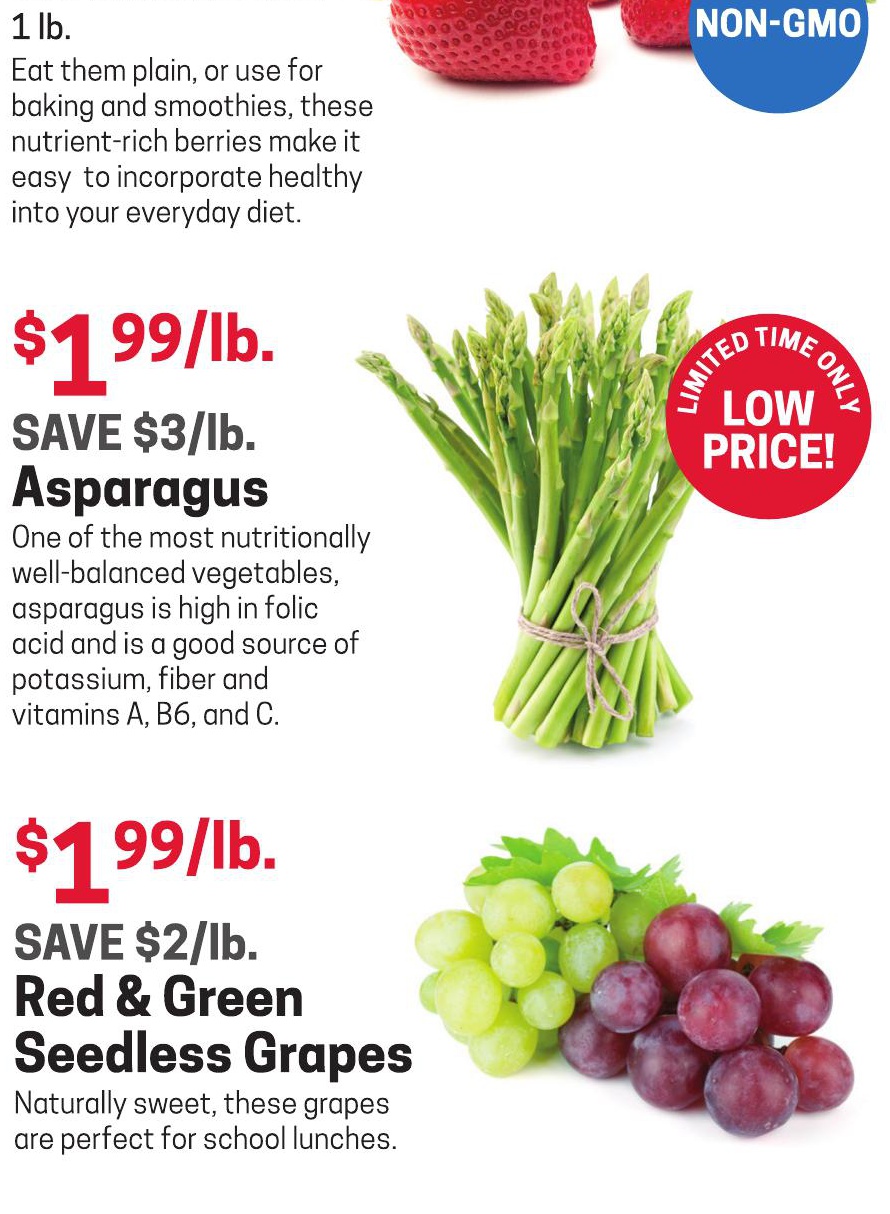 1 lb.
NON-GMO
Eat them plain, or use for
baking and smoothies, these
nutrient-rich berries make it
easy  to incorporate healthy
into your everyday diet.
$1 99/lb.
SAVE $3/lb.
Asparagus
One of the most nutritionally
well-balanced vegetables,
asparagus is high in folic
acid and is a good source of
potassium, fiber and
vitamins A, B6, and C.
LIMITED TIME ONLY
LOW
PRICE!
$1 99/lb.
SAVE $2/lb.
Red & Green
Seedless Grapes
Naturally sweet, these grapes
are perfect for school lunches.